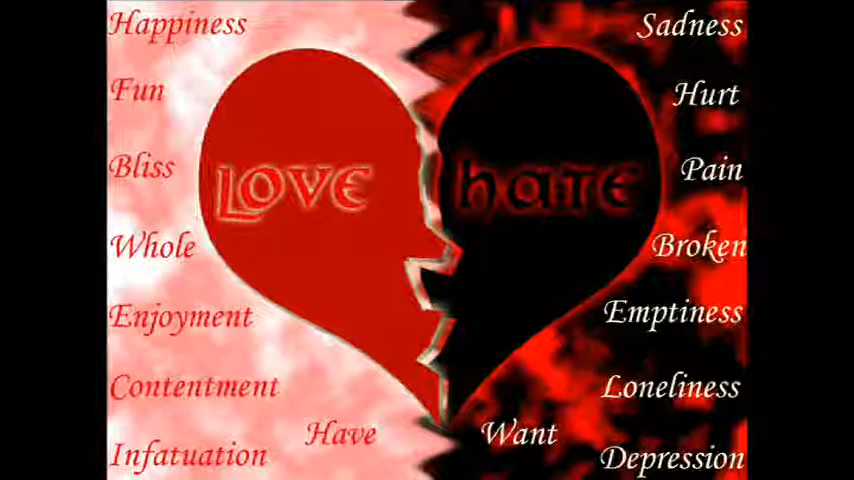 Happiness
Fun
Bliss
Whole
Enjoyment
Contentment
Infatuation
LOVE
Have
hate
Want
Sadness
Hurt
Pain
Broken
Emptiness
Loneliness
Depression